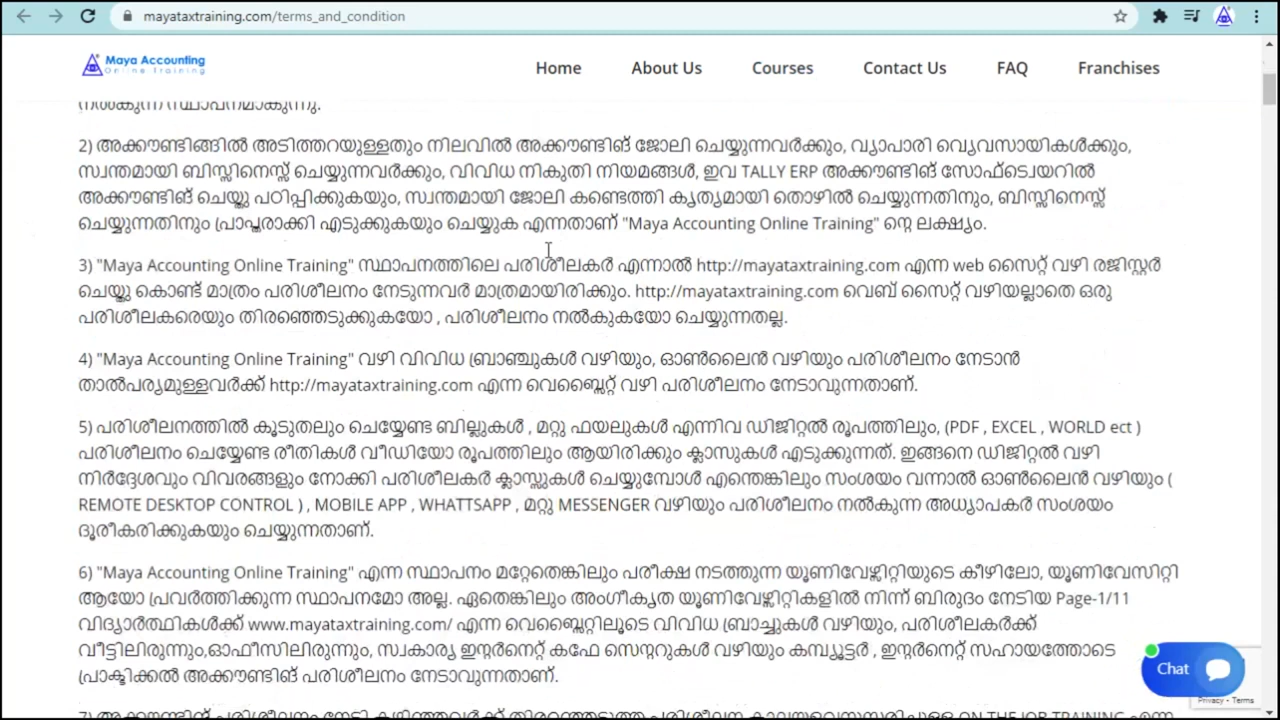 mayataxtraining.com/terms_and_condition
Maya Accounting
Online Training
Home About Us Courses Contact Us FAQ Franchises
നൽകുന്ന സ്ഥാപനമാകുന്നു.
2) അക്കൗണ്ടിങ്ങിൽ അടിത്തറയുള്ളതും നിലവിൽ അക്കൗണ്ടിങ് ജോലി ചെയ്യുന്നവർക്കും, വ്യാപാരി വ്യെവസായികൾക്കും,
സ്വന്തമായി ബിസ്സിനെസ്സ് ചെയ്യുന്നവർക്കും, വിവിധ നികുതി നിയമങ്ങൾ, ഇവ TALLY ERP അക്കൗണ്ടിങ് സോഫ്ട്‍വെയറിൽ
അക്കൗണ്ടിങ് ചെയ്തു പഠിപ്പിക്കുകയും, സ്വന്തമായി ജോലി കണ്ടെത്തി കൃത്യമായി തൊഴിൽ ചെയ്യുന്നതിനും, ബിസ്സിനെസ്സ്
ചെയ്യുന്നതിനും പ്രാപ്തരാക്കി എടുക്കുകയും ചെയ്യുക എന്നതാണ് "Maya Accounting Online Training" ന്റെ ലക്ഷ്യം.
3) "Maya Accounting Online Training" സ്ഥാപനത്തിലെ പരിശീലകർ എന്നാൽ http://mayataxtraining.com എന്ന web സൈറ്റ് വഴി രജിസ്റ്റർ
ചെയ്തു കൊണ്ട് മാത്രം പരിശീലനം നേടുന്നവർ മാത്രമായിരിക്കും. http://mayataxtraining.com വെബ് സൈറ്റ് വഴിയല്ലാതെ ഒരു
പരിശീലകരെയും തിരഞ്ഞെടുക്കുകയോ , പരിശീലനം നൽകുകയോ ചെയ്യുന്നതല്ല.
4) "Maya Accounting Online Training" വഴി വിവിധ ബ്രാഞ്ചുകൾ വഴിയും, ഓൺലൈൻ വഴിയും പരിശീലനം നേടാൻ
താൽപര്യമുള്ളവർക്ക് http://mayataxtraining.com എന്ന വെബ്സൈറ്റ് വഴി പരിശീലനം നേടാവുന്നതാണ്.
5) പരിശീലനത്തിൽ കൂടുതലും ചെയ്യേണ്ട ബില്ലുകൾ , മറ്റു ഫയലുകൾ എന്നിവ ഡിജിറ്റൽ രൂപത്തിലും, (PDF , EXCEL , WORLD ect )
പരിശീലനം ചെയ്യേണ്ട രീതികൾ വീഡിയോ രൂപത്തിലും ആയിരിക്കും ക്ലാസുകൾ എടുക്കുന്നത്. ഇങ്ങനെ ഡിജിറ്റൽ വഴി
നിർദ്ദേശവും വിവരങ്ങളും നോക്കി പരിശീലകർ ക്ലാസ്സുകൾ ചെയ്യുമ്പോൾ എന്തെങ്കിലും സംശയം വന്നാൽ ഓൺലൈൻ വഴിയും (
REMOTE DESKTOP CONTROL ) , MOBILE APP , WHATTSAPP , മറ്റു MESSENGER വഴിയും പരിശീലനം നൽകുന്ന അധ്യാപകർ സംശയം
ദൂരീകരിക്കുകയും ചെയ്യുന്നതാണ്.
6) "Maya Accounting Online Training" എന്ന സ്ഥാപനം മറ്റേതെങ്കിലും പരീക്ഷ നടത്തുന്ന യൂണിവേഴ്സിറ്റിയുടെ കീഴിലോ, യൂണിവേസിറ്റി
ആയോ പ്രവർത്തിക്കുന്ന സ്ഥാപനമോ അല്ല. ഏതെങ്കിലും അംഗീകൃത യൂണിവേഴ്സിറ്റികളിൽ നിന്ന് ബിരുദം നേടിയ Page-1/11
വിദ്യാർത്ഥികൾക്ക് www.mayataxtraining.com/ എന്ന വെബ്സൈറ്റിലൂടെ വിവിധ ബ്രാച്ചുകൾ വഴിയും, പരിശീലകർക്ക്
വീട്ടിലിരുന്നും,ഓഫീസിലിരുന്നും, സ്വകാര്യ ഇന്റർനെറ്റ് കഫേ സെന്ററുകൾ വഴിയും കമ്പ്യൂട്ടർ , ഇന്റർനെറ്റ് സഹായത്തോടെ
പ്രാക്ടിക്കൽ അക്കൗണ്ടിങ് പരിശീലനം നേടാവുന്നതാണ്.
Chat
Privacy - Terms